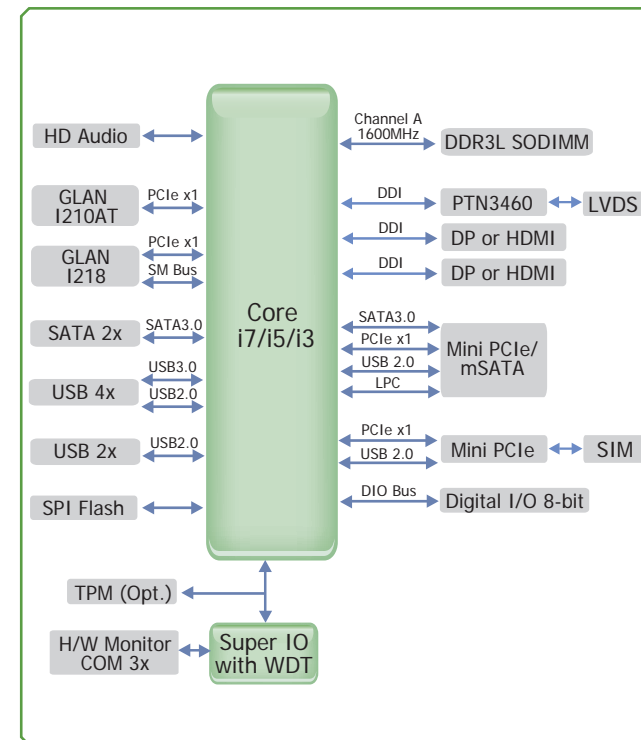 HD Audio
GLAN
I210AT
PCIe x1
GLAN
I218
PCIe x1
SM Bus
SATA 2x
SATA3.0
USB 4x
USB3.0
USB2.0
USB 2x
USB2.0
SPI Flash
Core
i7/i5/i3
Channel A
1600MHz
DDR3L SODIMM
DDI
PTN3460
LVDS
DDI
DP or HDMI
DDI
DP or HDMI
SATA3.0
PCIe x1
USB 2.0
LPC
Mini PCIe/
mSATA
PCIe x1
USB 2.0
Mini PCIe
SIM
DIO Bus
Digital I/O 8-bit
TPM (Opt.)
H/W Monitor
COM 3x
Super IO
with WDT